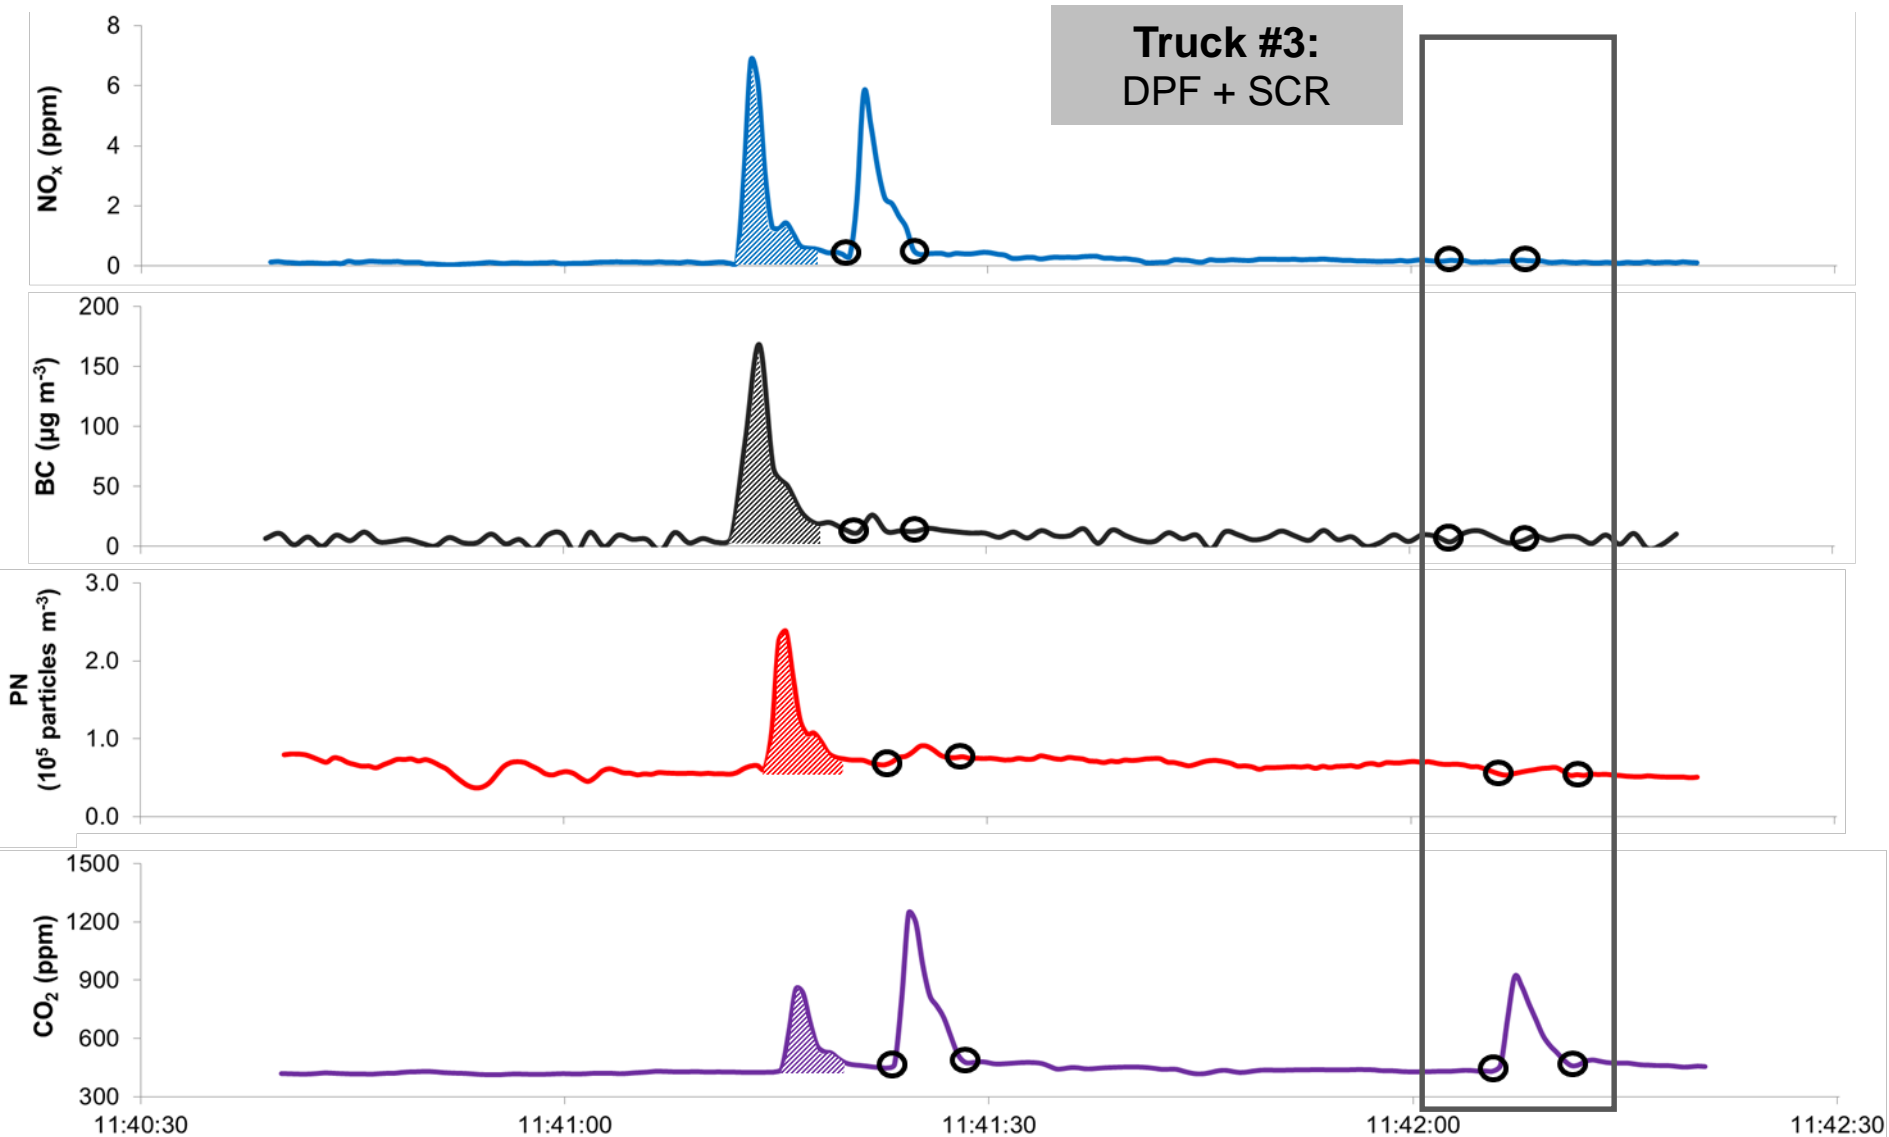 Truck #3:
DPF + SCR
NOx (ppm)
8
6
4
2
0
BC (µg m-3)
200
150
100
50
0
PN
(10⁵ particles m-3)
3.0
2.0
1.0
0.0
CO2 (ppm)
1500
1200
900
600
300
11:40:30 11:41:00 11:41:30 11:42:00 11:42:30